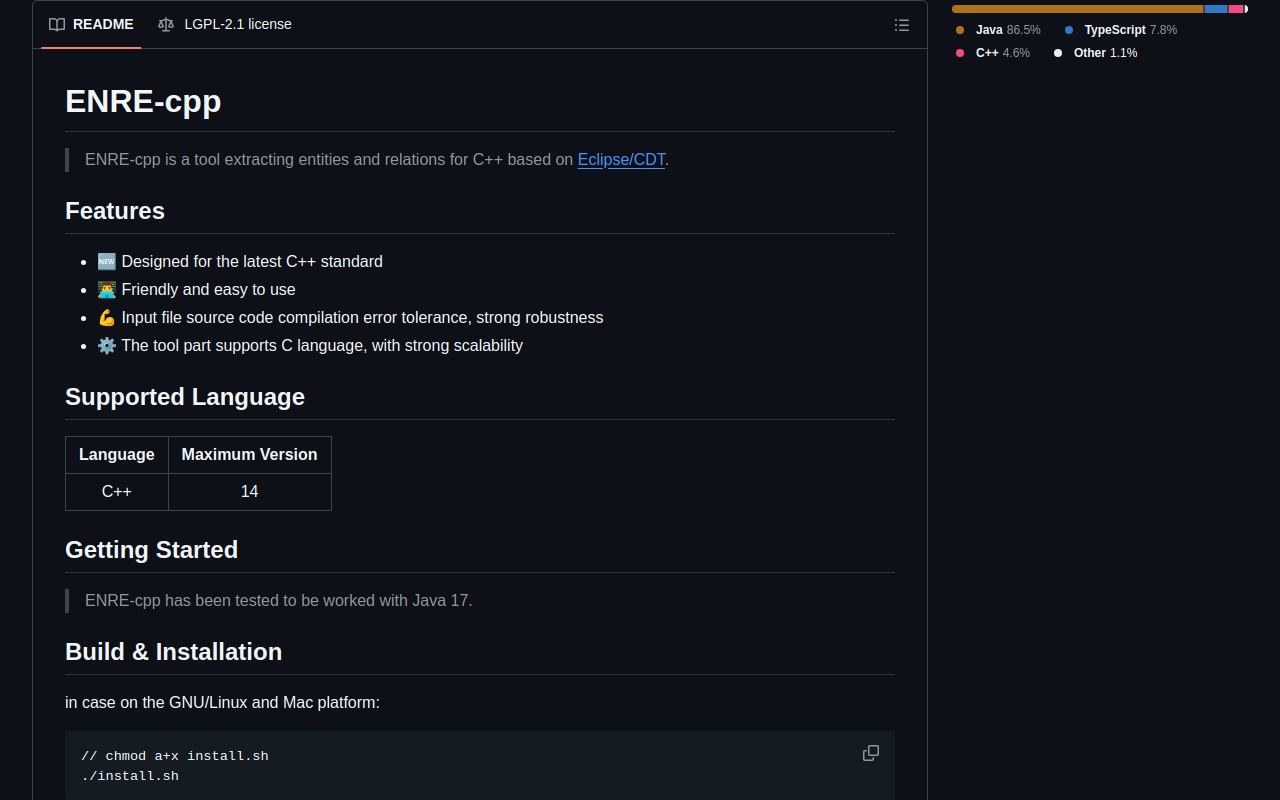 README
LGPL-2.1 license
ENRE-cpp
ENRE-cpp is a tool extracting entities and relations for C++ based on Eclipse/CDT.
Features
🆕 Designed for the latest C++ standard
👨‍💻 Friendly and easy to use
💪 Input file source code compilation error tolerance, strong robustness
⚙️ The tool part supports C language, with strong scalability
Supported Language
Language Maximum Version
C++ 14
Getting Started
ENRE-cpp has been tested to be worked with Java 17.
Build & Installation
in case on the GNU/Linux and Mac platform:
// chmod a+x install.sh
./install.sh
Java 86.5% TypeScript 7.8%
C++ 4.6% Other 1.1%